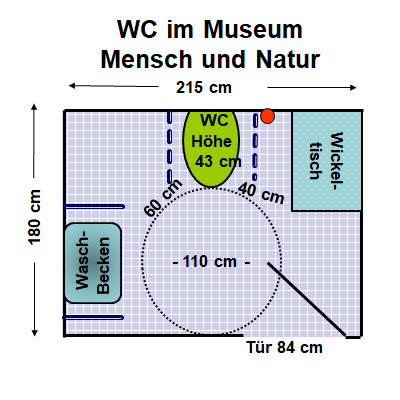 WC im Museum
Mensch und Natur
215 cm
WC
Höhe
43 cm
Wickel-
tisch
60 cm
40 cm
180 cm
Wasch-
Becken
- 110 cm -
Tür 84 cm